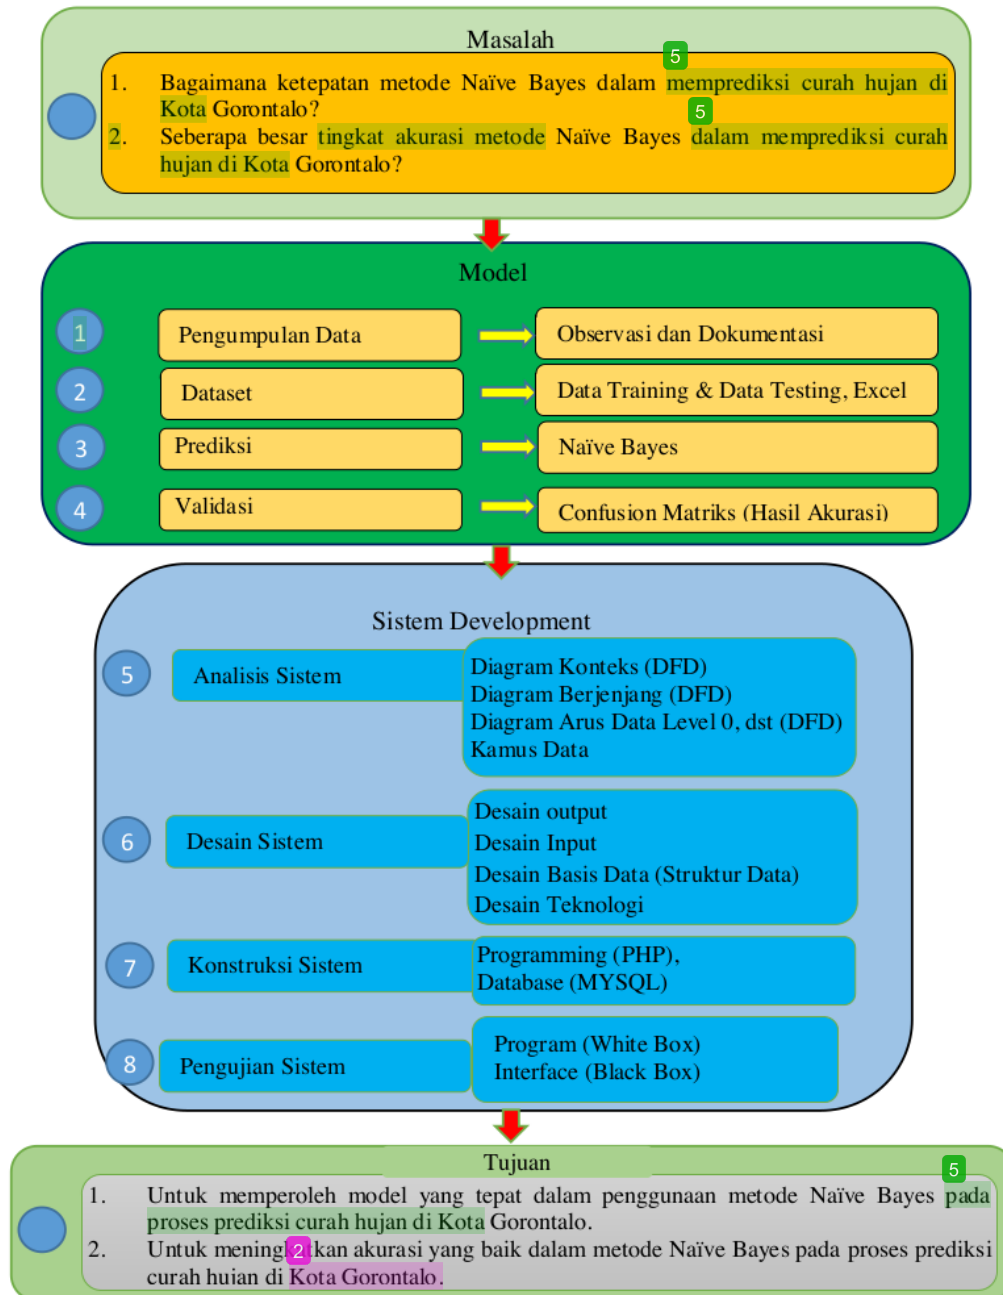 Masalah
5
1. Bagaimana ketepatan metode Naïve Bayes dalam memprediksi curah hujan di
Kota Gorontalo?
5
2. Seberapa besar tingkat akurasi metode Naïve Bayes dalam memprediksi curah
hujan di Kota Gorontalo?
Model
1 Pengumpulan Data Observasi dan Dokumentasi
2 Dataset Data Training & Data Testing, Excel
3 Prediksi Naïve Bayes
4 Validasi Confusion Matriks (Hasil Akurasi)
Sistem Development
5 Analisis Sistem
Diagram Konteks (DFD)
Diagram Berjenjang (DFD)
Diagram Arus Data Level 0, dst (DFD)
Kamus Data
6 Desain Sistem
Desain output
Desain Input
Desain Basis Data (Struktur Data)
Desain Teknologi
7 Konstruksi Sistem
Programming (PHP),
Database (MYSQL)
8 Pengujian Sistem
Program (White Box)
Interface (Black Box)
Tujuan
5
1. Untuk memperoleh model yang tepat dalam penggunaan metode Naïve Bayes pada
proses prediksi curah hujan di Kota Gorontalo.
2. Untuk meningkatkan akurasi yang baik dalam metode Naïve Bayes pada proses prediksi
2
curah hujan di Kota Gorontalo.